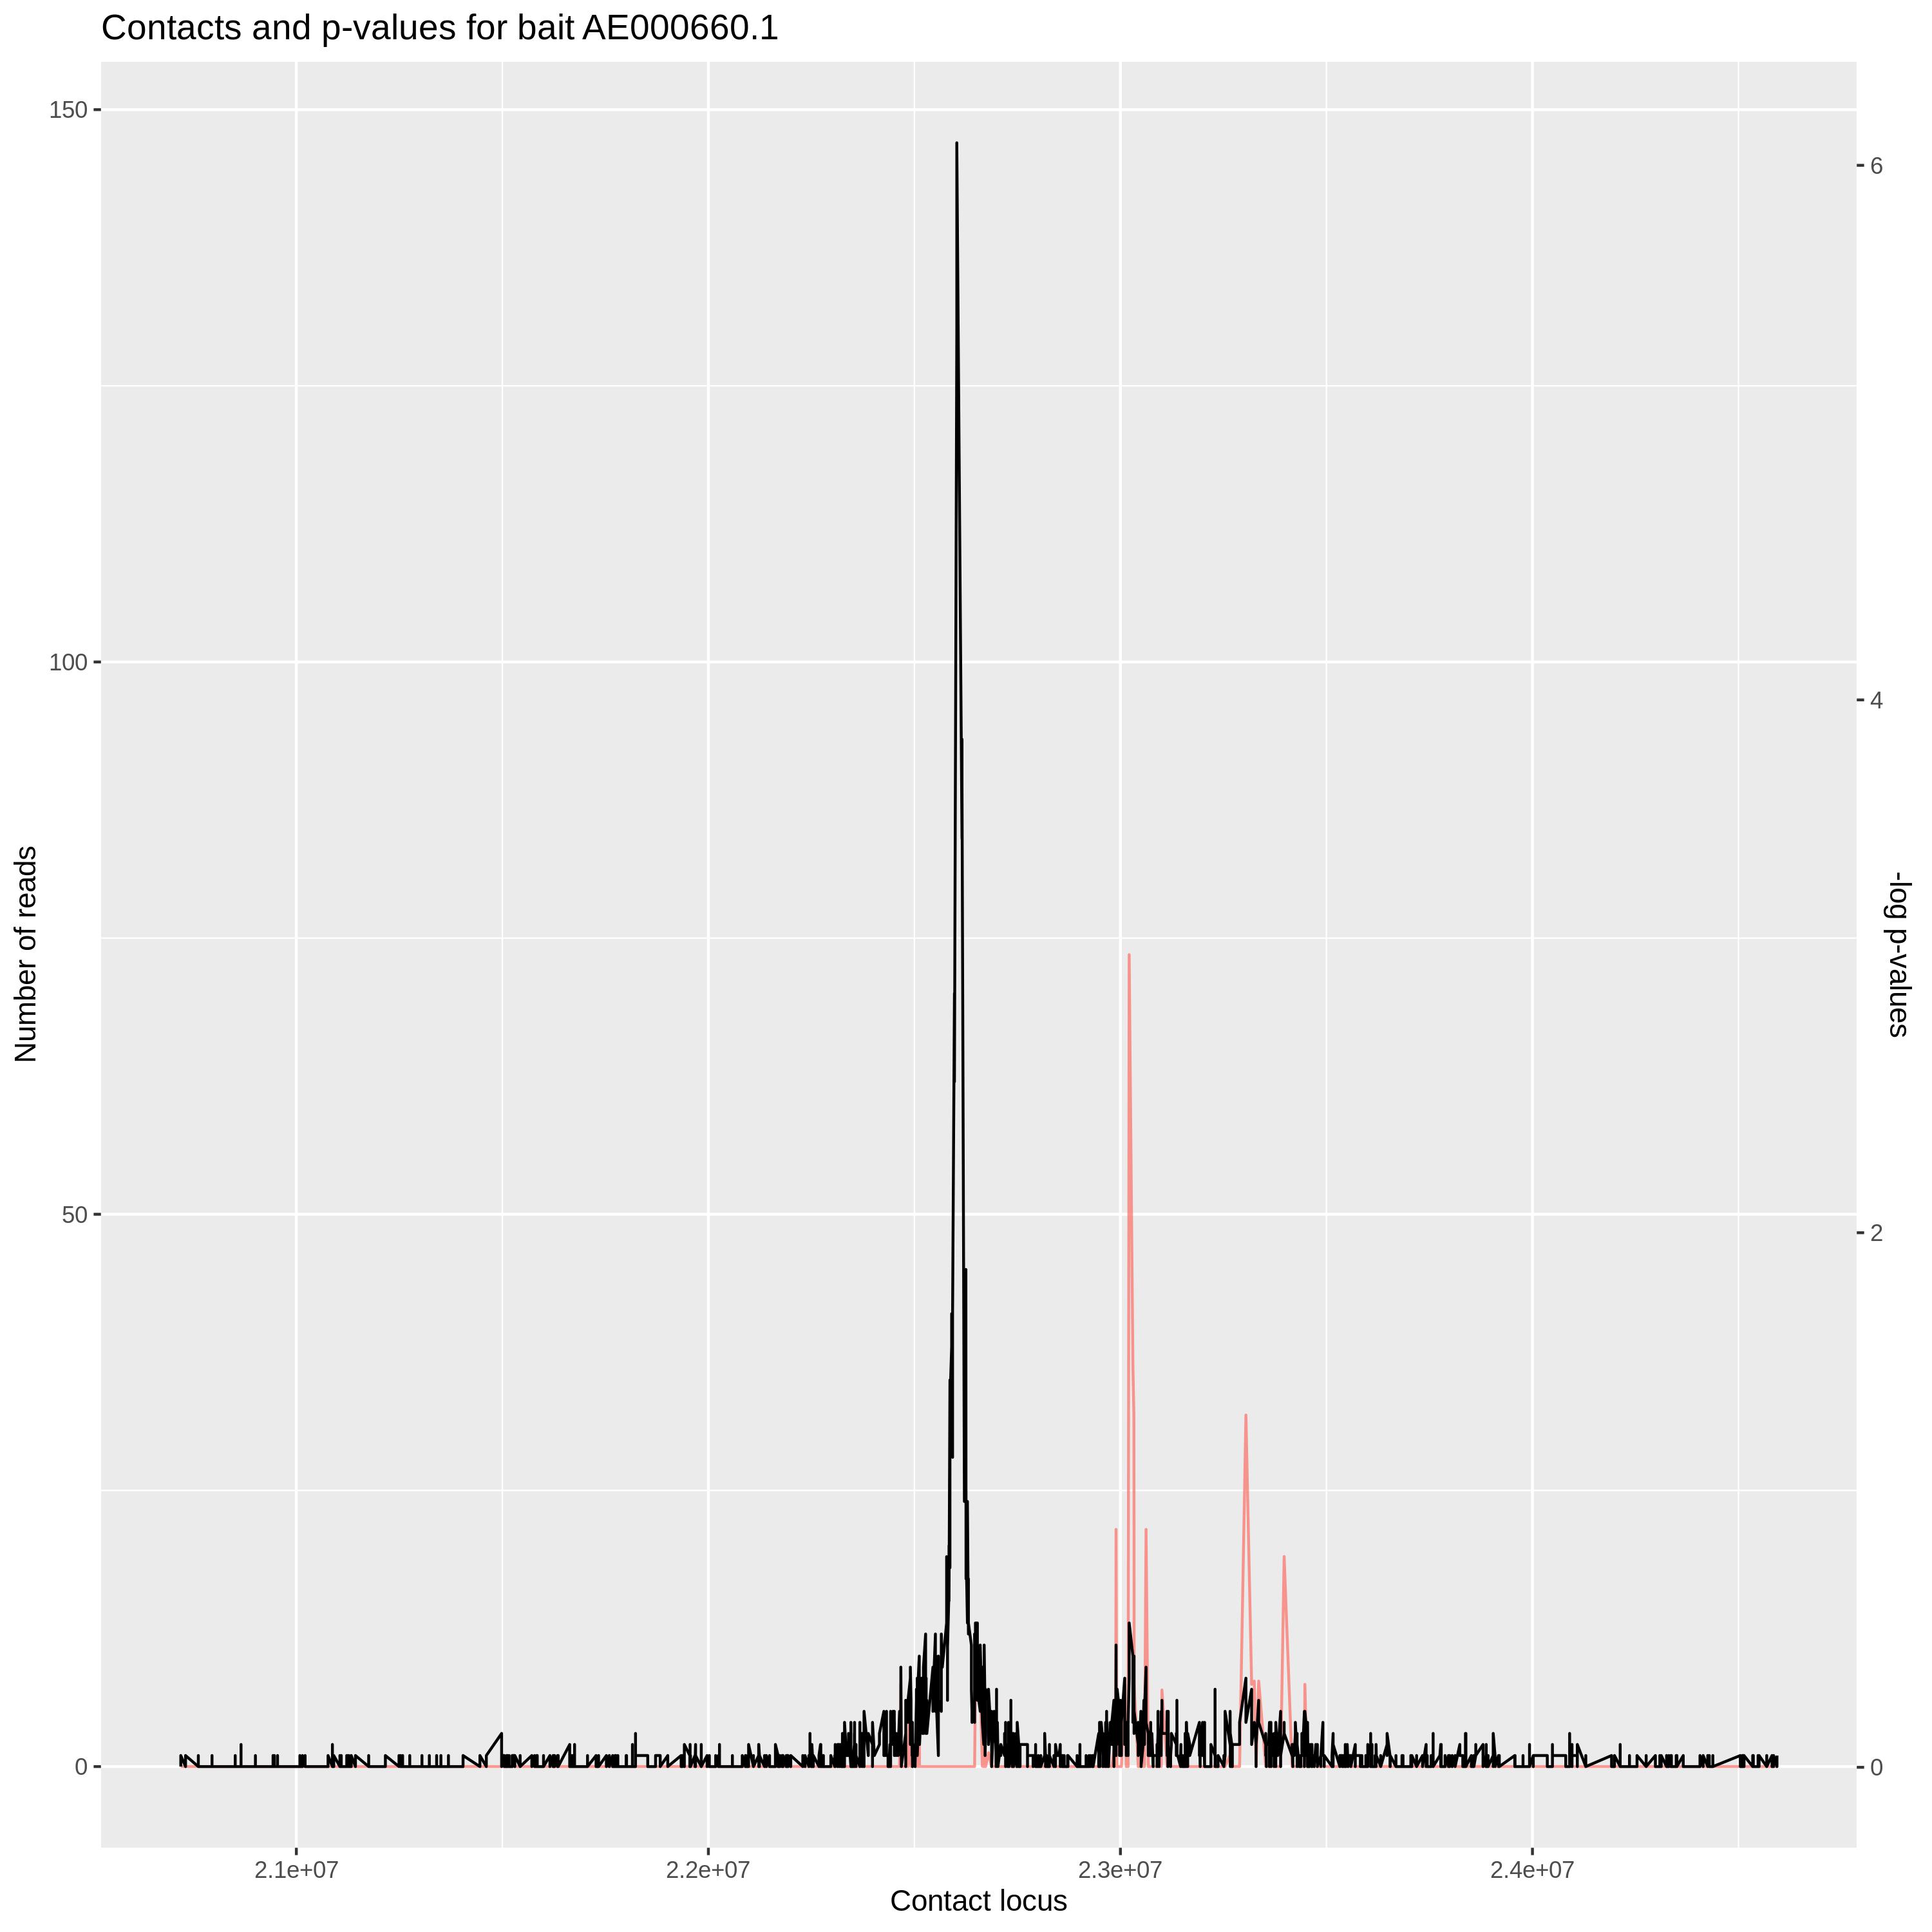 Contacts and p-values for bait AE000660.1
150
100
50
0
Number of reads
6
4
2
0
-log p-values
2.1e+07
2.2e+07
2.3e+07
2.4e+07
Contact locus